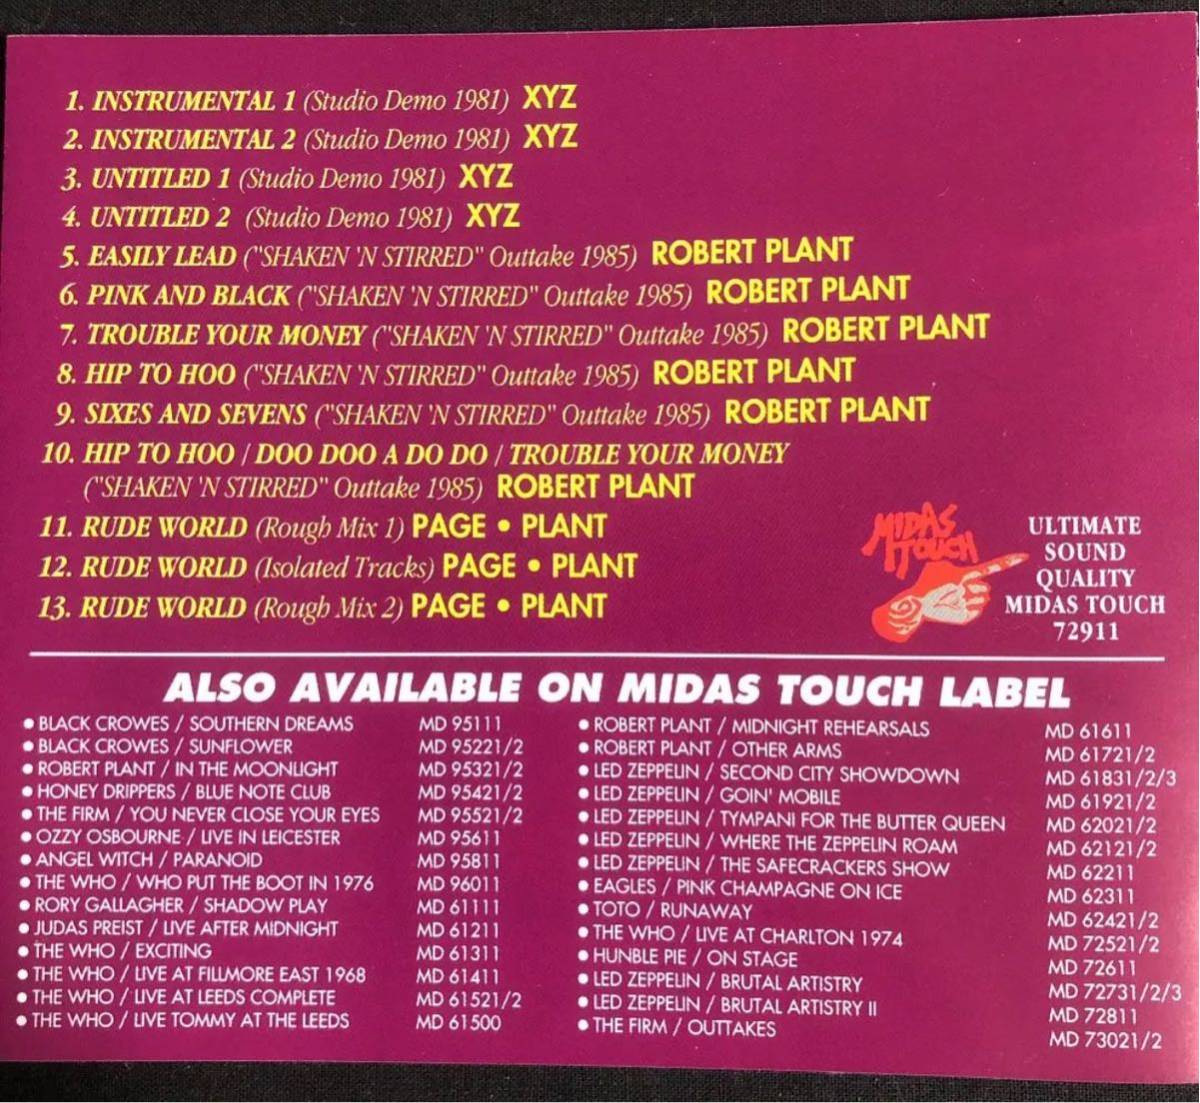 1. INSTRUMENTAL 1 (Studio Demo 1981) XYZ
2. INSTRUMENTAL 2 (Studio Demo 1981) XYZ
3. UNTITLED 1 (Studio Demo 1981) XYZ
4. UNTITLED 2 (Studio Demo 1981) XYZ
5. EASILY LEAD ("SHAKEN 'N STIRRED" Outtake 1985) ROBERT PLANT
6. PINK AND BLACK ("SHAKEN 'N STIRRED" Outtake 1985) ROBERT PLANT
7. TROUBLE YOUR MONEY ("SHAKEN 'N STIRRED" Outtake 1985) ROBERT PLANT
8. HIP TO HOO ("SHAKEN 'N STIRRED" Outtake 1985) ROBERT PLANT
9. SIXES AND SEVENS ("SHAKEN 'N STIRRED" Outtake 1985) ROBERT PLANT
10. HIP TO HOO / DOO DOO A DO DO / TROUBLE YOUR MONEY
("SHAKEN 'N STIRRED" Outtake 1985) ROBERT PLANT
11. RUDE WORLD (Rough Mix 1) PAGE • PLANT
12. RUDE WORLD (Isolated Tracks) PAGE • PLANT
13. RUDE WORLD (Rough Mix 2) PAGE • PLANT
MIDAS
TOUCH
ULTIMATE
SOUND
QUALITY
MIDAS TOUCH
72911
ALSO AVAILABLE ON MIDAS TOUCH LABEL
• BLACK CROWES / SOUTHERN DREAMS MD 95111
• BLACK CROWES / SUNFLOWER MD 95221/2
• ROBERT PLANT / IN THE MOONLIGHT MD 95321/2
• HONEY DRIPPERS / BLUE NOTE CLUB MD 95421/2
• THE FIRM / YOU NEVER CLOSE YOUR EYES MD 95521/2
• OZZY OSBOURNE / LIVE IN LEICESTER MD 95611
• ANGEL WITCH / PARANOID MD 95811
• THE WHO / WHO PUT THE BOOT IN 1976 MD 96011
• RORY GALLAGHER / SHADOW PLAY MD 61111
• JUDAS PREIST / LIVE AFTER MIDNIGHT MD 61211
• THE WHO / EXCITING MD 61311
• THE WHO / LIVE AT FILLMORE EAST 1968 MD 61411
• THE WHO / LIVE AT LEEDS COMPLETE MD 61521/2
• THE WHO / LIVE TOMMY AT THE LEEDS MD 61500
• ROBERT PLANT / MIDNIGHT REHEARSALS MD 61611
• ROBERT PLANT / OTHER ARMS MD 61721/2
• LED ZEPPELIN / SECOND CITY SHOWDOWN MD 61831/2/3
• LED ZEPPELIN / GOIN' MOBILE MD 61921/2
• LED ZEPPELIN / TYMPANI FOR THE BUTTER QUEEN MD 62021/2
• LED ZEPPELIN / WHERE THE ZEPPELIN ROAM MD 62121/2
• LED ZEPPELIN / THE SAFECRACKERS SHOW MD 62211
• EAGLES / PINK CHAMPAGNE ON ICE MD 62311
• TOTO / RUNAWAY MD 62421/2
• THE WHO / LIVE AT CHARLTON 1974 MD 72521/2
• HUNBLE PIE / ON STAGE MD 72611
• LED ZEPPELIN / BRUTAL ARTISTRY MD 72731/2/3
• LED ZEPPELIN / BRUTAL ARTISTRY II MD 72811
• THE FIRM / OUTTAKES MD 73021/2